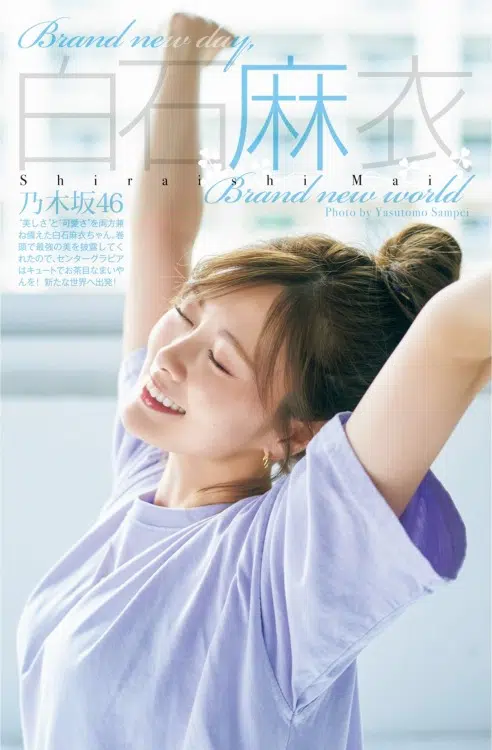 Brand new day,
白石麻衣
Shiraishi Mai
Brand new world
乃木坂46
Photo by Yasutomo Sampei
"美しさ"と"可愛さ"を両方兼
ね備えた白石麻衣ちゃん。巻
頭で最強の美を披露してく
れたので、センターグラビア
はキュートでお茶目なまいや
んを! 新たな世界へ出発!